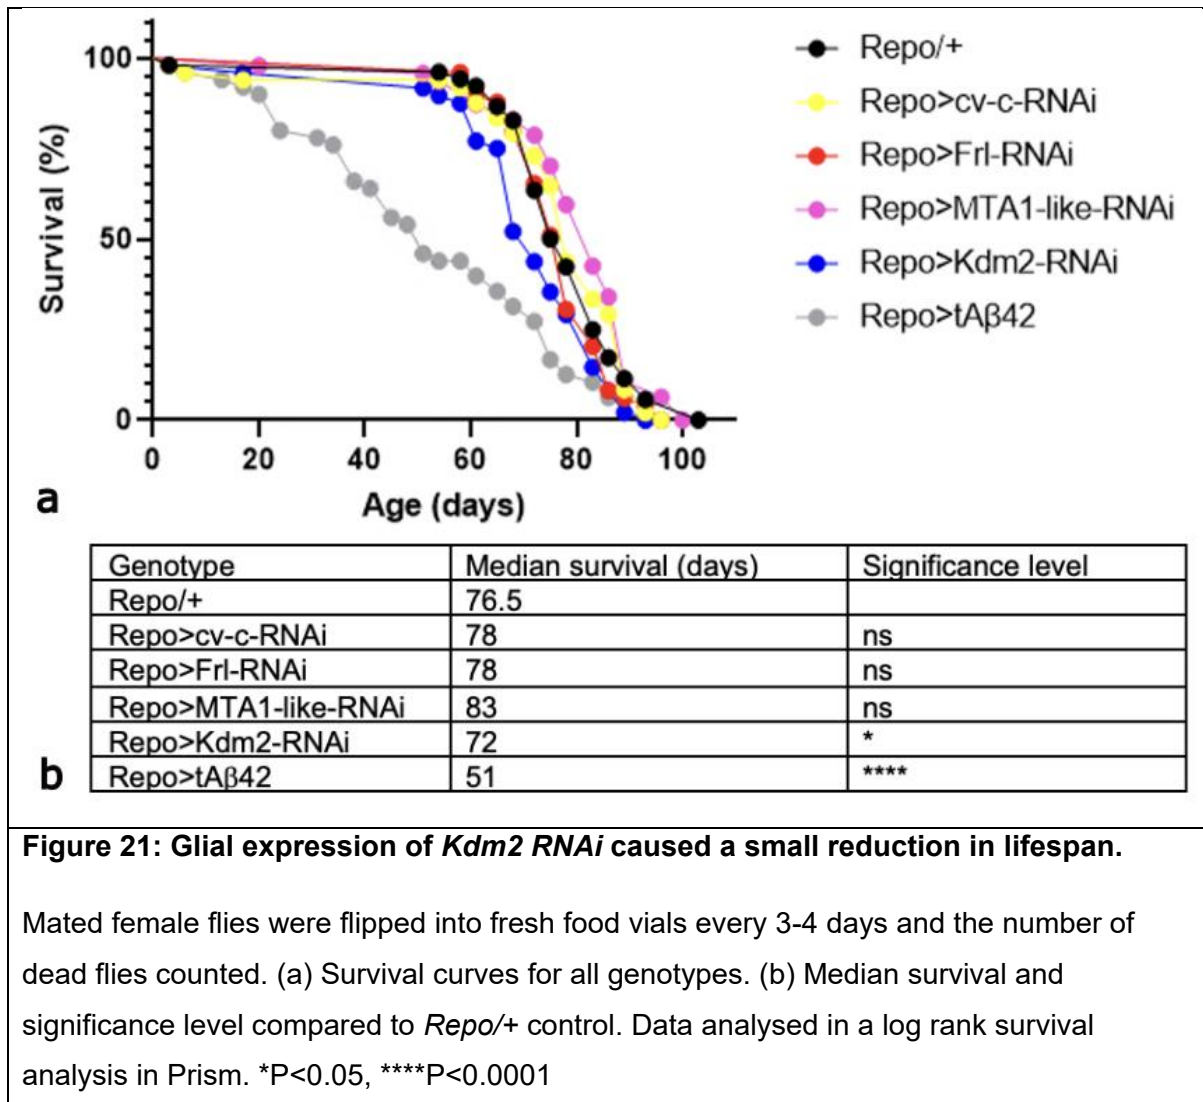 100
50
0
Survival (%)
0 20 40 60 80 100
Age (days)
Repo/+
Repo>cv-c-RNAi
Repo>Frl-RNAi
Repo>MTA1-like-RNAi
Repo>Kdm2-RNAi
Repo>tAβ42
a
Genotype Median survival (days) Significance level
Repo/+ 76.5
Repo>cv-c-RNAi 78 ns
Repo>Frl-RNAi 78 ns
Repo>MTA1-like-RNAi 83 ns
Repo>Kdm2-RNAi 72 *
Repo>tAβ42 51 ****
b
Figure 21: Glial expression of Kdm2 RNAi caused a small reduction in lifespan.
Mated female flies were flipped into fresh food vials every 3-4 days and the number of
dead flies counted. (a) Survival curves for all genotypes. (b) Median survival and
significance level compared to Repo/+ control. Data analysed in a log rank survival
analysis in Prism. *P<0.05, ****P<0.0001